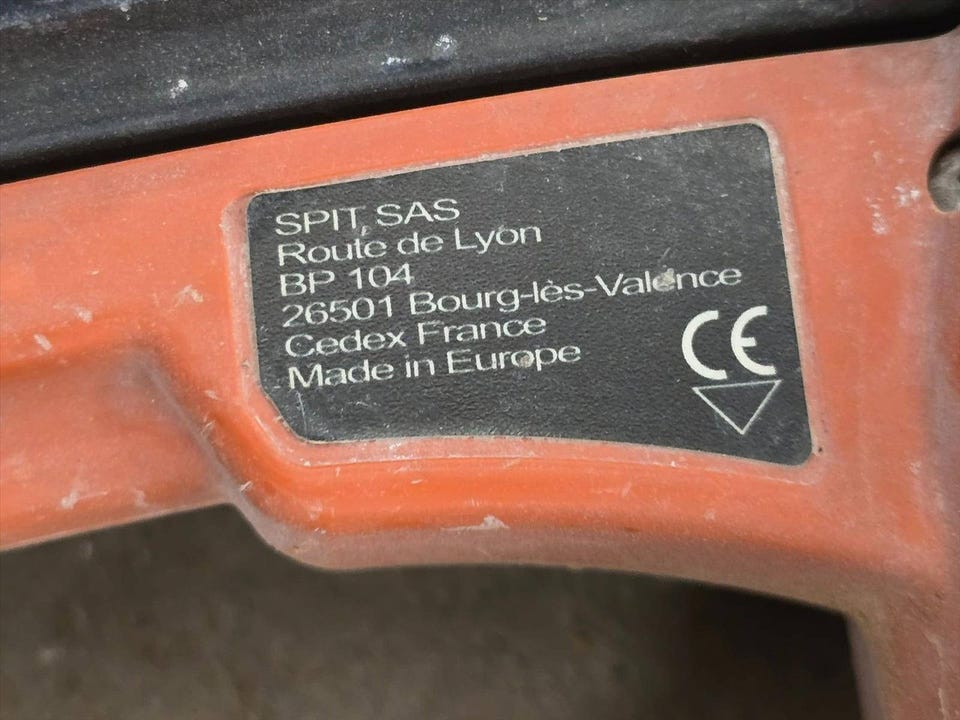 SPIT SAS
Route de Lyon
BP 104
26501 Bourg-lès-Valence
Cedex France
Made in Europe
CE